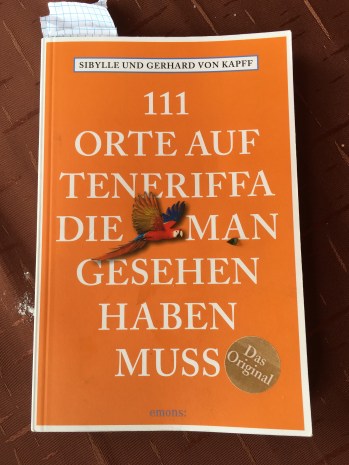 SIBYLLE UND GERHARD VON KAPFF
111
ORTE AUF
TENERIFFA
DIE MAN
GESEHEN
HABEN
MUSS
Das
Original
emons: